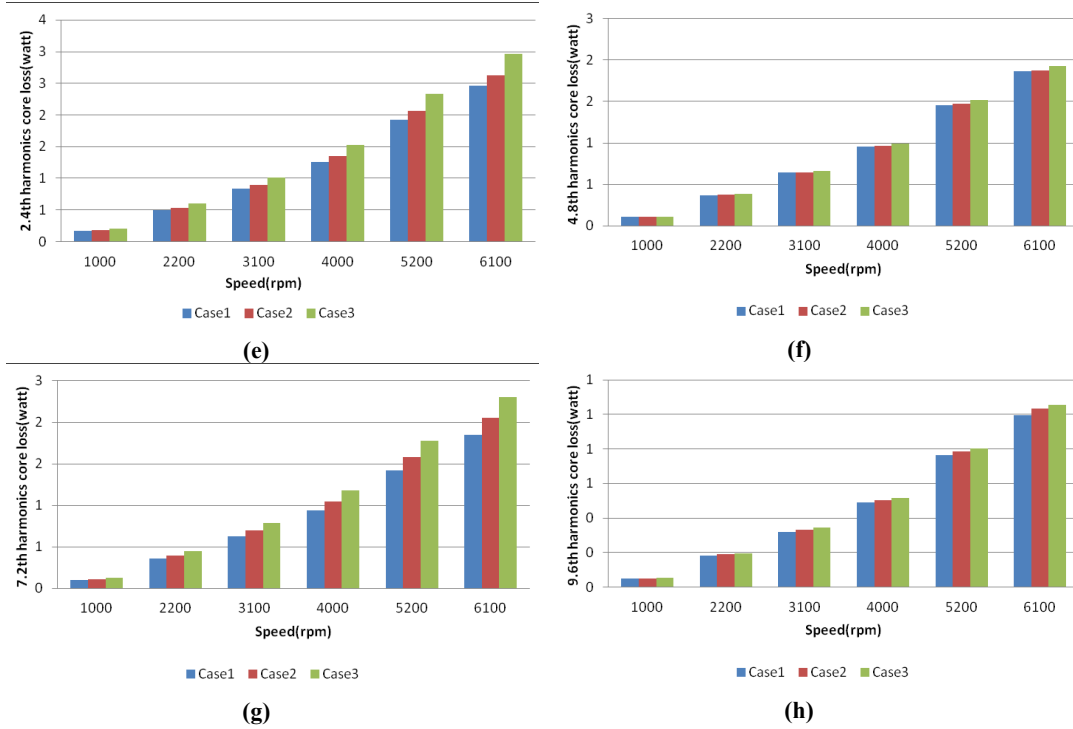 2.4th harmonics core loss(watt)
4
3
3
2
2
1
1
0
1000 2200 3100 4000 5200 6100
Speed(rpm)
Case1 Case2 Case3
(e)
4.8th harmonics core loss(watt)
3
2
2
1
1
0
1000 2200 3100 4000 5200 6100
Speed(rpm)
Case1 Case2 Case3
(f)
7.2th harmonics core loss(watt)
3
2
2
1
1
0
1000 2200 3100 4000 5200 6100
Speed(rpm)
Case1 Case2 Case3
(g)
9.6th harmonics core loss(watt)
1
1
1
1
0
0
0
1000 2200 3100 4000 5200 6100
Speed(rpm)
Case1 Case2 Case3
(h)